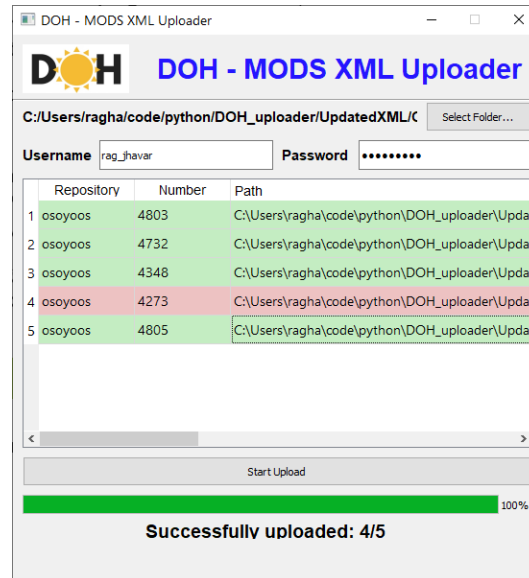 DOH - MODS XML Uploader
DOH DOH - MODS XML Uploader
C:/Users/ragha/code/python/DOH_uploader/UpdatedXML/ Select Folder...
Username rag_jhavar Password •••••••••
Repository Number Path
1 osoyoos 4803 C:\Users\ragha\code\python\DOH_uploader\Upda
2 osoyoos 4732 C:\Users\ragha\code\python\DOH_uploader\Upda
3 osoyoos 4348 C:\Users\ragha\code\python\DOH_uploader\Upda
4 osoyoos 4273 C:\Users\ragha\code\python\DOH_uploader\Upda
5 osoyoos 4805 C:\Users\ragha\code\python\DOH_uploader\Upda
Start Upload
100%
Successfully uploaded: 4/5